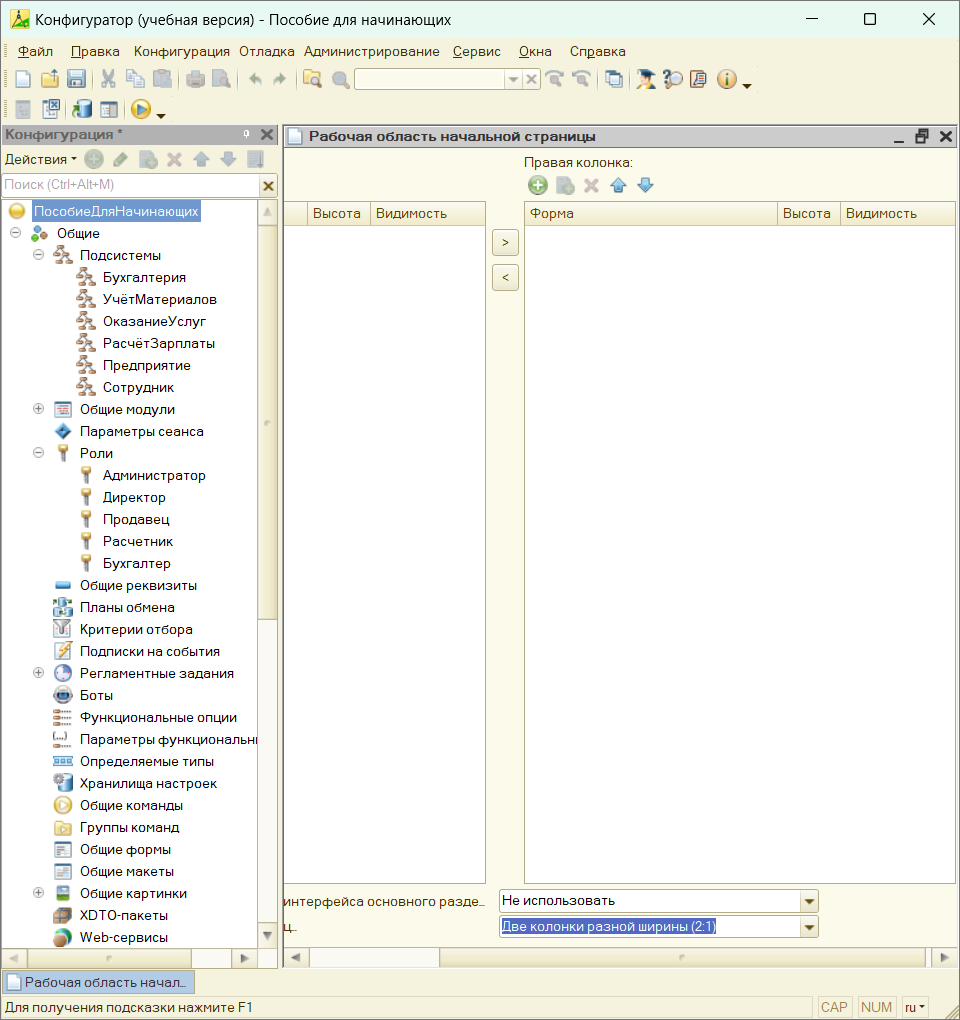 Конфигуратор (учебная версия) - Пособие для начинающих
Файл Правка Конфигурация Отладка Администрирование Сервис Окна Справка
Конфигурация *
Действия
Поиск (Ctrl+Alt+M)
ПособиеДляНачинающих
Общие
Подсистемы
Бухгалтерия
УчётМатериалов
ОказаниеУслуг
РасчётЗарплаты
Предприятие
Сотрудник
Общие модули
Параметры сеанса
Роли
Администратор
Директор
Продавец
Расчетник
Бухгалтер
Общие реквизиты
Планы обмена
Критерии отбора
Подписки на события
Регламентные задания
Боты
Функциональные опции
Параметры функциональн
Определяемые типы
Хранилища настроек
Общие команды
Группы команд
Общие формы
Общие макеты
Общие картинки
XDTO-пакеты
Web-сервисы
Рабочая область начальной страницы
Правая колонка:
Высота Видимость
> 
<
Форма Высота Видимость
интерфейса основного разде... Не использовать
ц... Две колонки разной ширины (2:1)
Рабочая область начал...
Для получения подсказки нажмите F1 CAP NUM ru